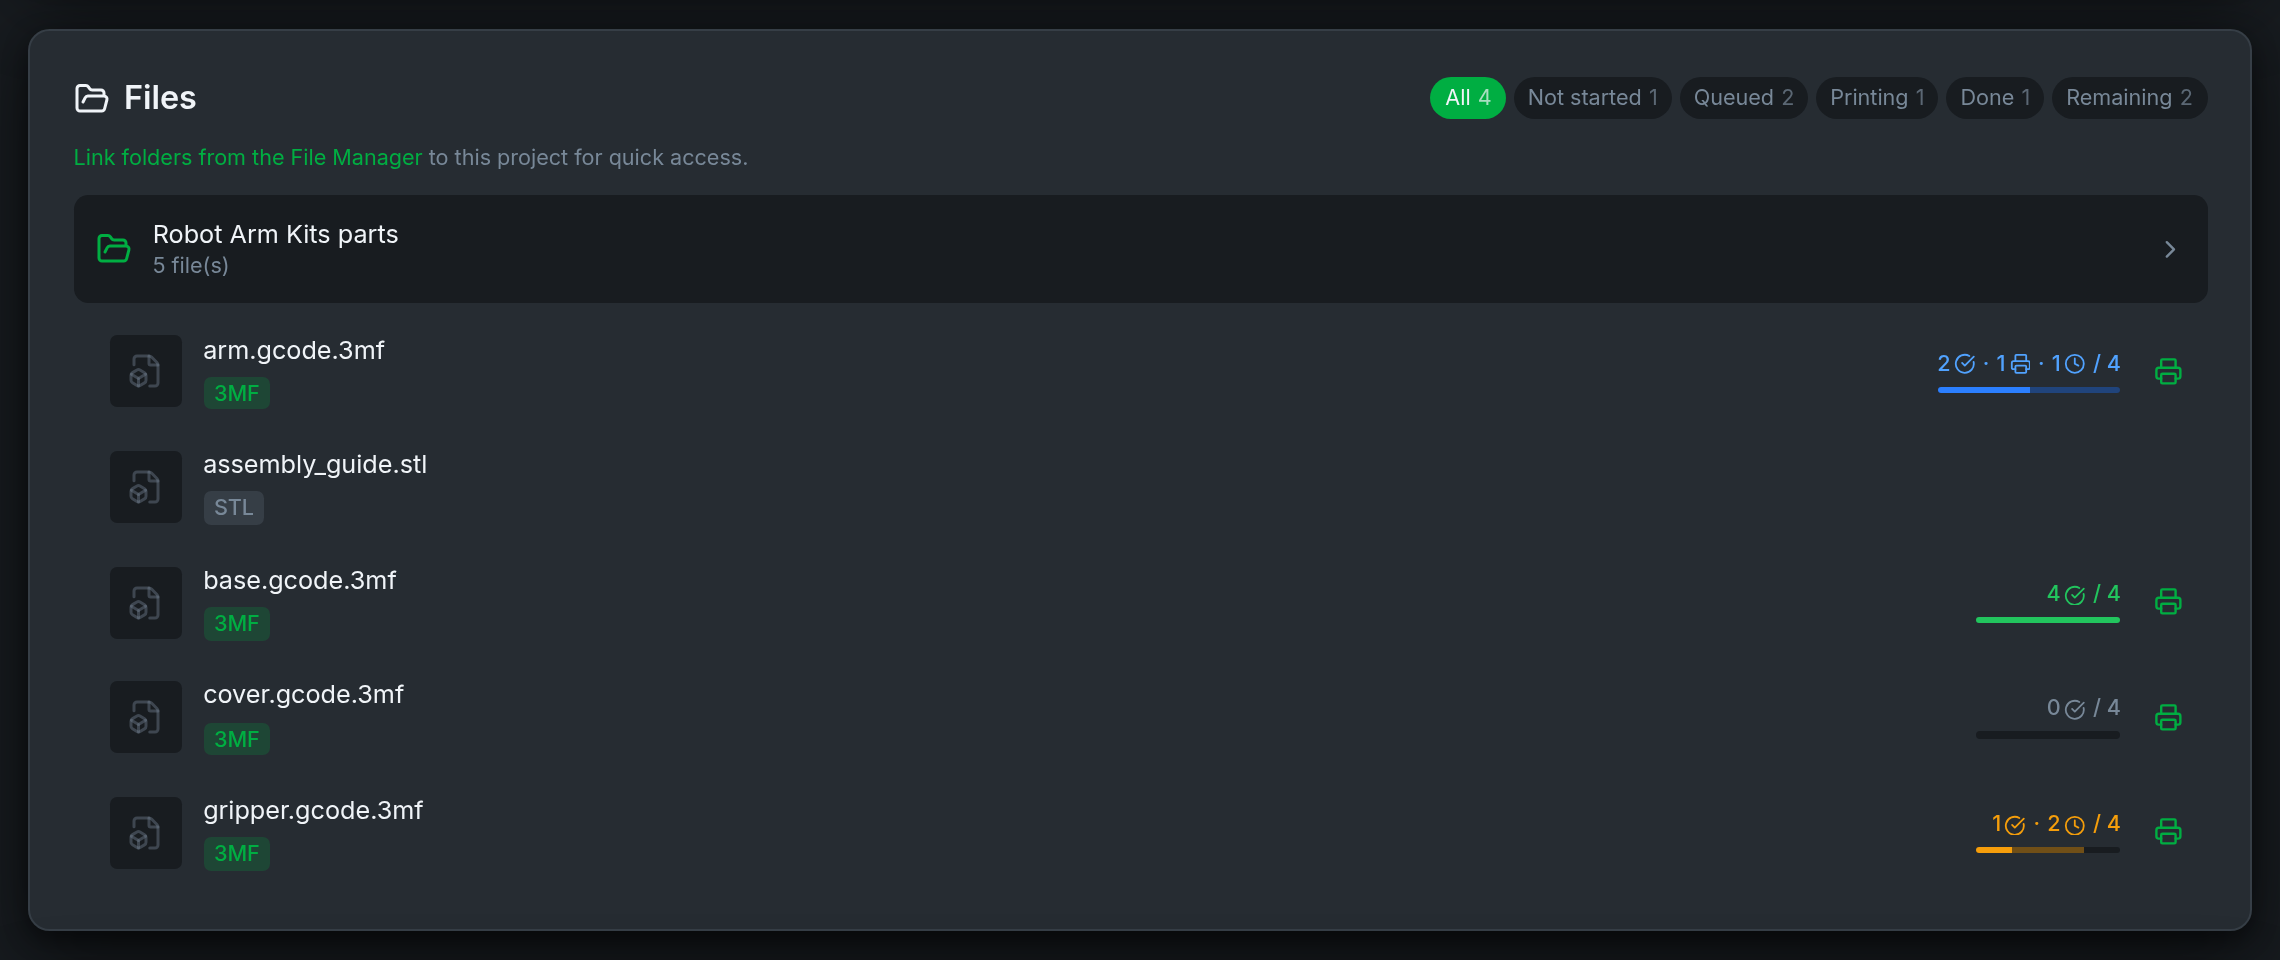 Files
All 4 Not started 1 Queued 2 Printing 1 Done 1 Remaining 2
Link folders from the File Manager to this project for quick access.
Robot Arm Kits parts
5 file(s)
arm.gcode.3mf
3MF
2 · 1 · 1 / 4
assembly_guide.stl
STL
base.gcode.3mf
3MF
4 / 4
cover.gcode.3mf
3MF
0 / 4
gripper.gcode.3mf
3MF
1 · 2 / 4